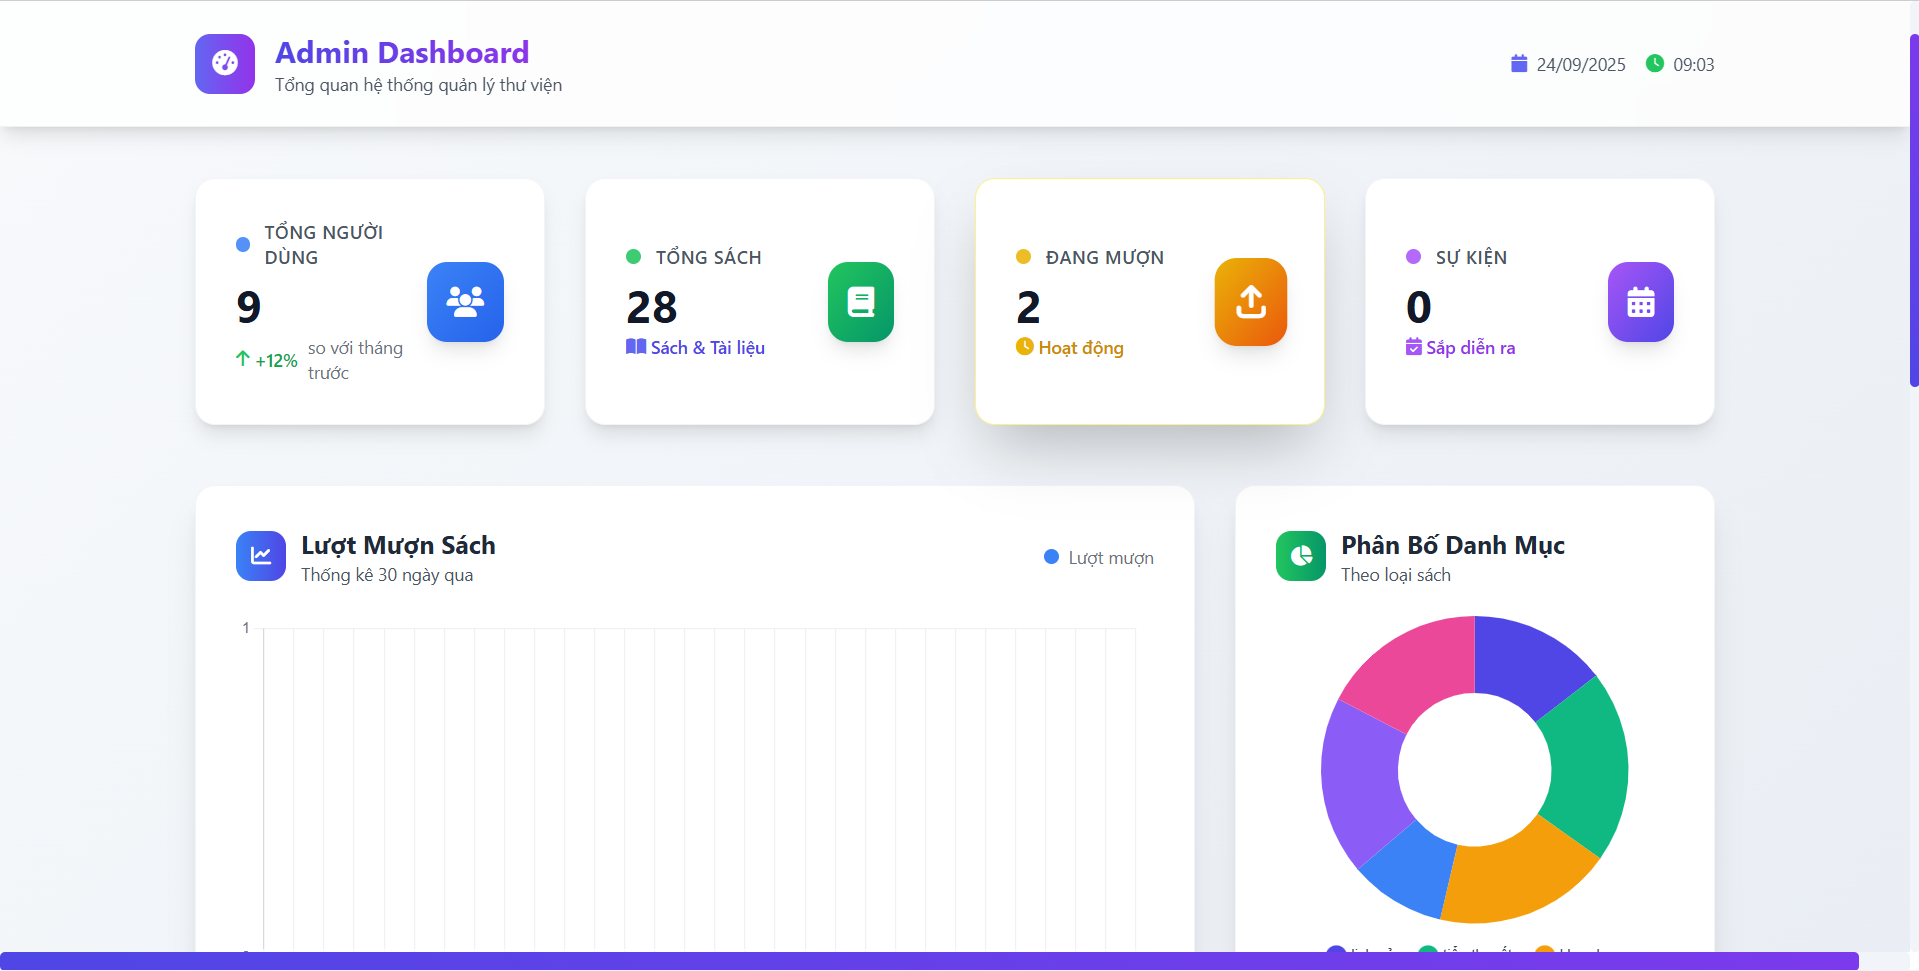 Admin Dashboard
Tổng quan hệ thống quản lý thư viện
24/09/2025
09:03
TỔNG NGƯỜI
DÙNG
9
+12%
so với tháng
trước
TỔNG SÁCH
28
Sách & Tài liệu
ĐANG MƯỢN
2
Hoạt động
SỰ KIỆN
0
Sắp diễn ra
Lượt Mượn Sách
Thống kê 30 ngày qua
Lượt mượn
1
Phân Bố Danh Mục
Theo loại sách